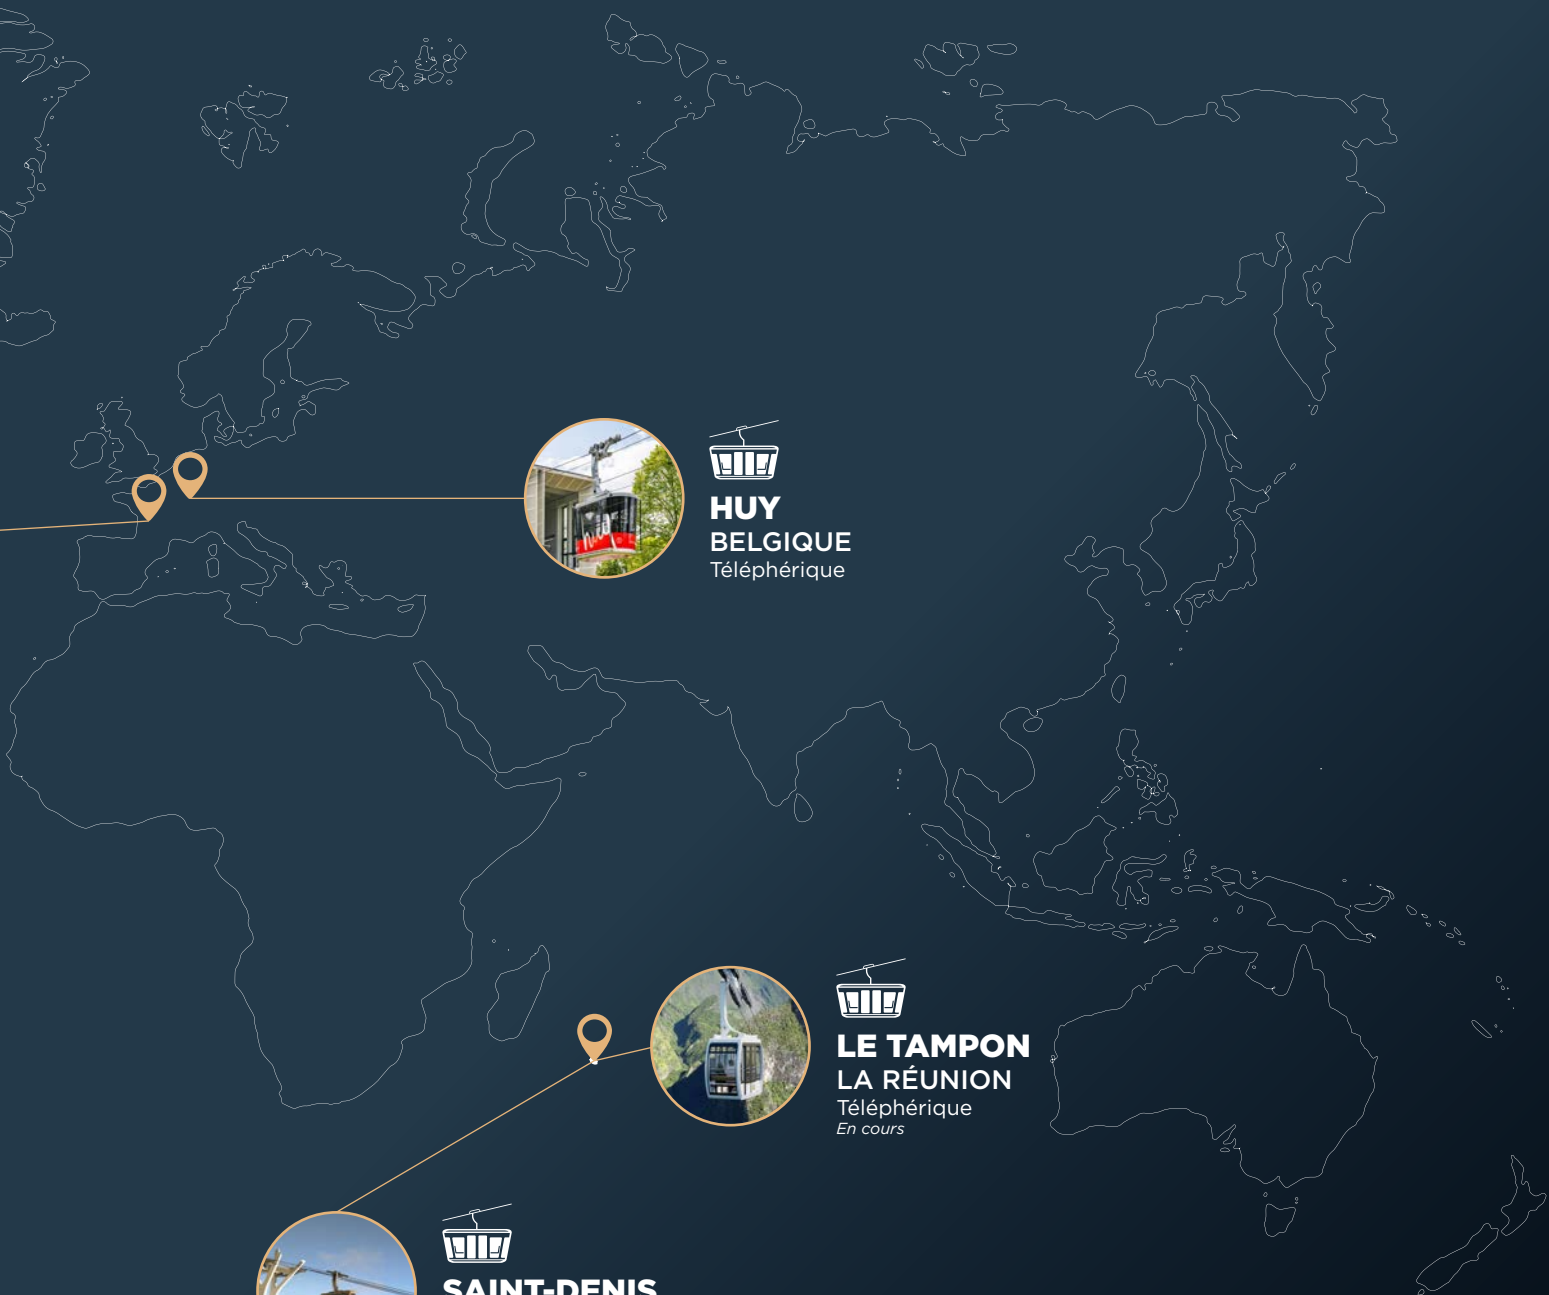 HUY
BELGIQUE
Téléphérique
LE TAMPON
LA RÉUNION
Téléphérique
En cours
SAINT-DENIS